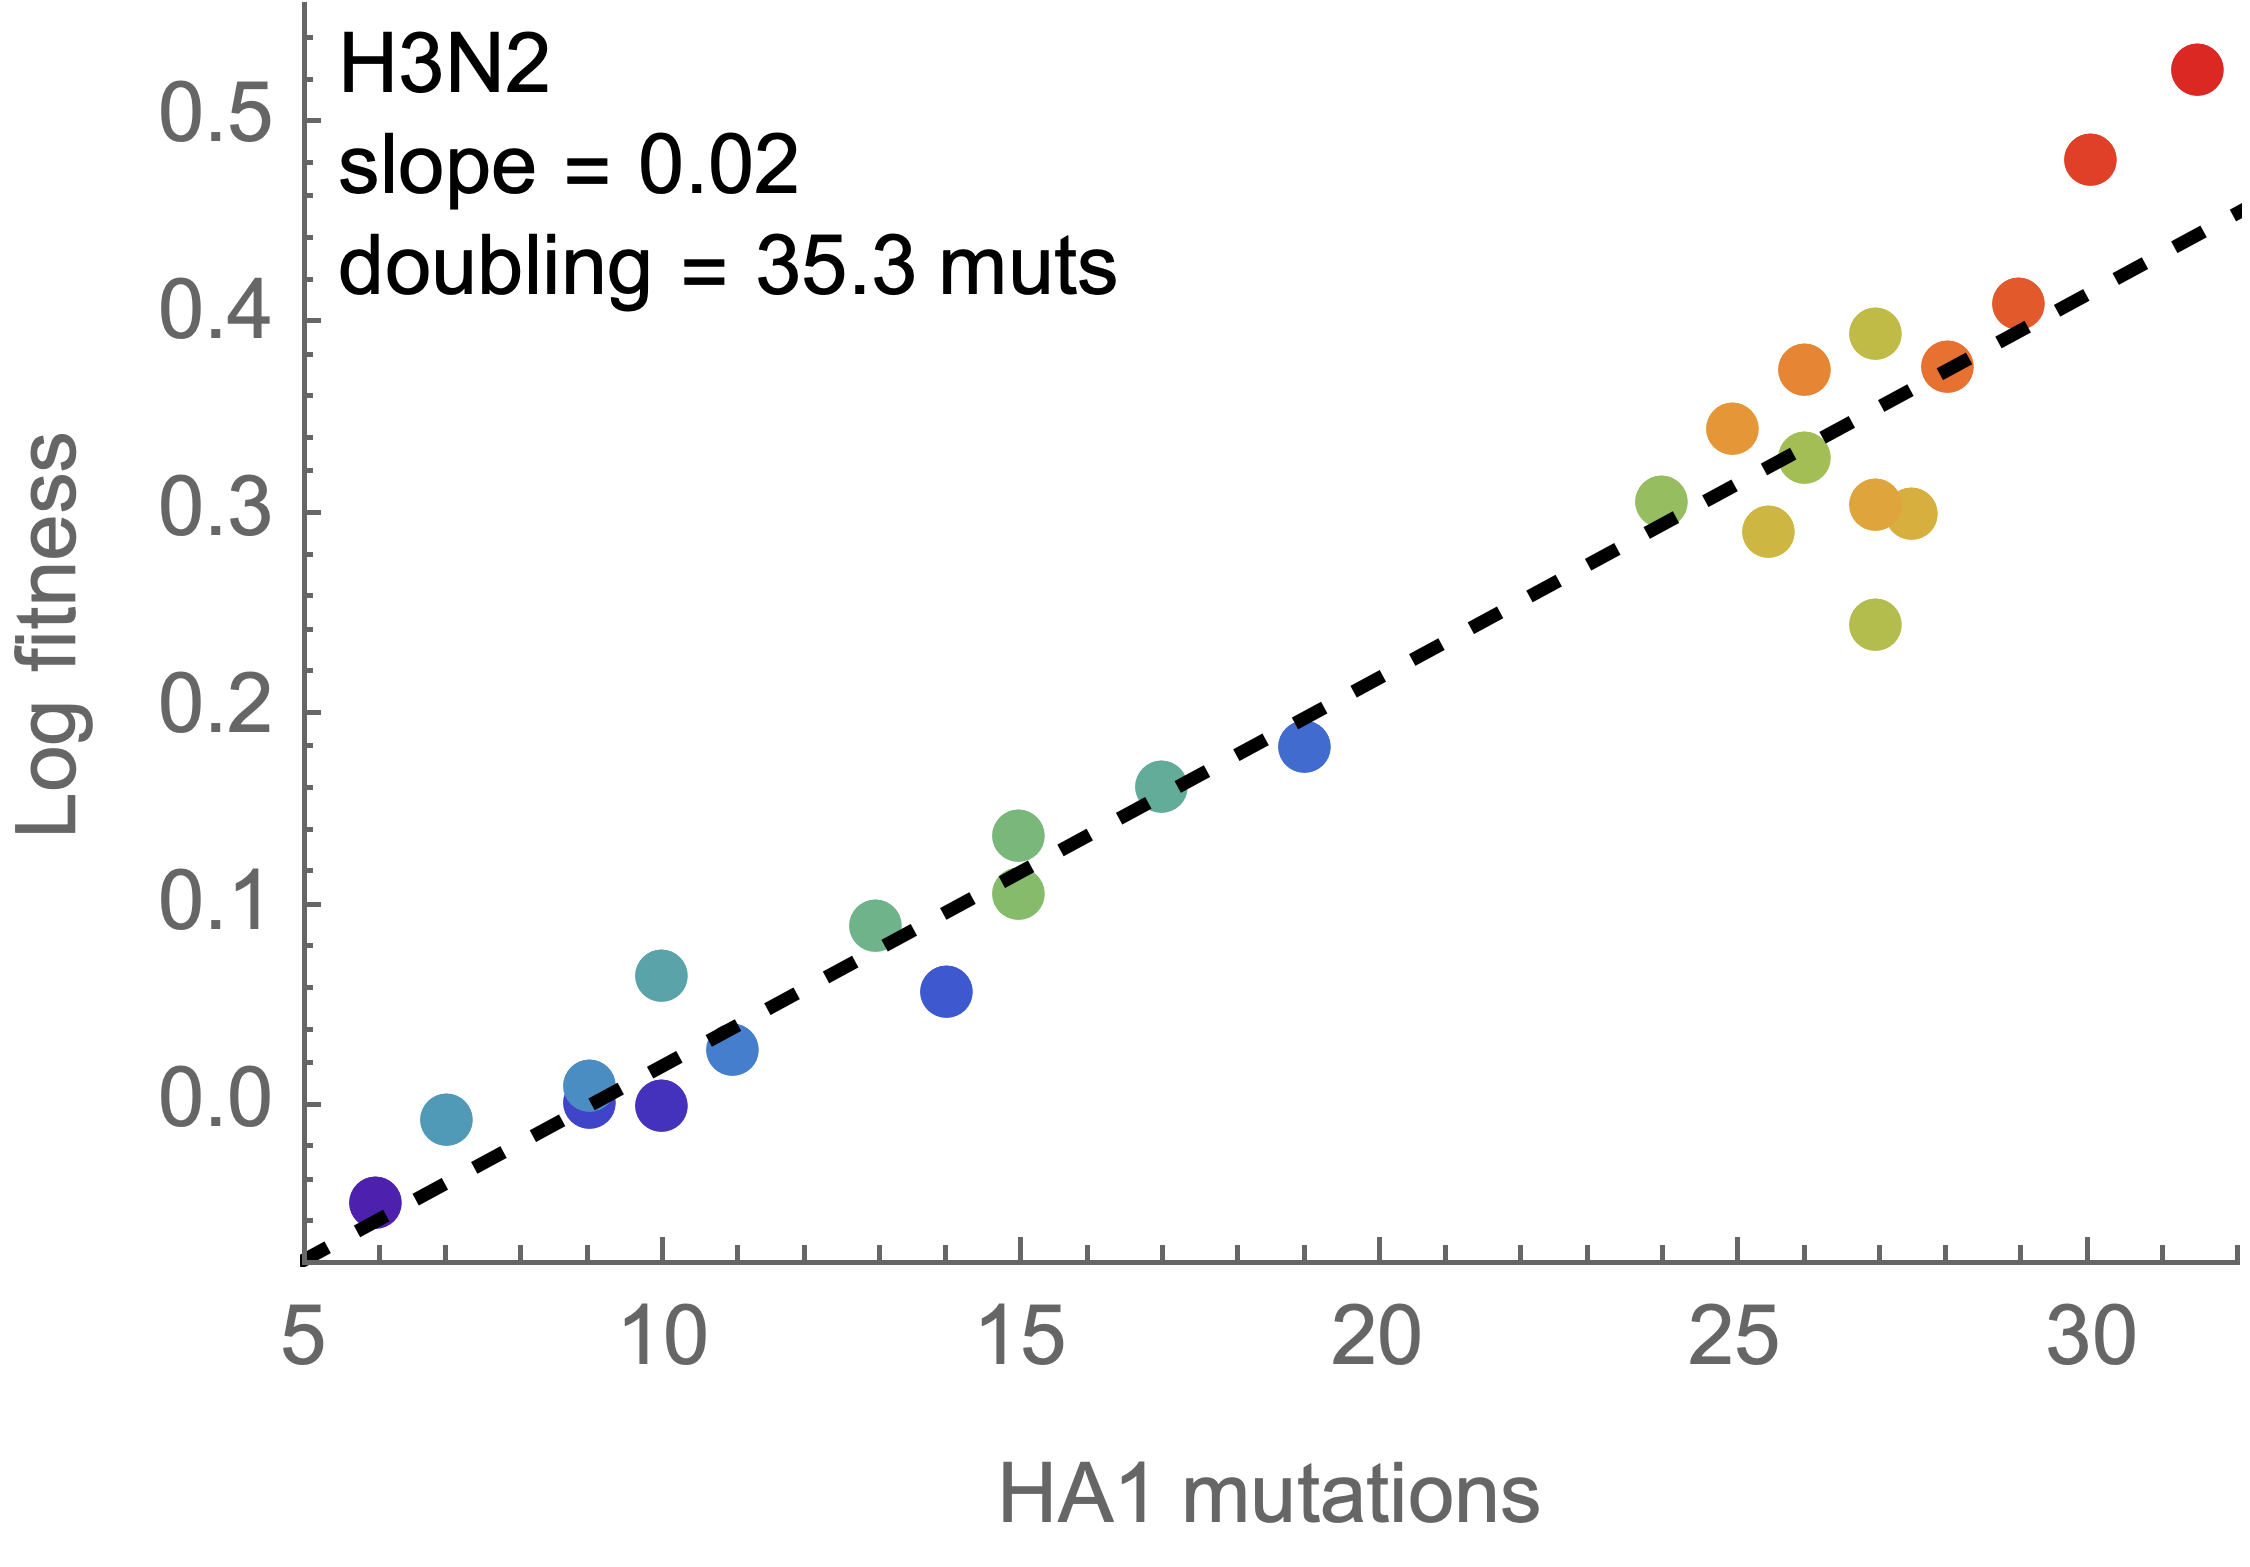 H3N2
slope = 0.02
doubling = 35.3 muts
0.5
0.4
0.3
0.2
0.1
0.0
Log fitness
5 10 15 20 25 30
HA1 mutations